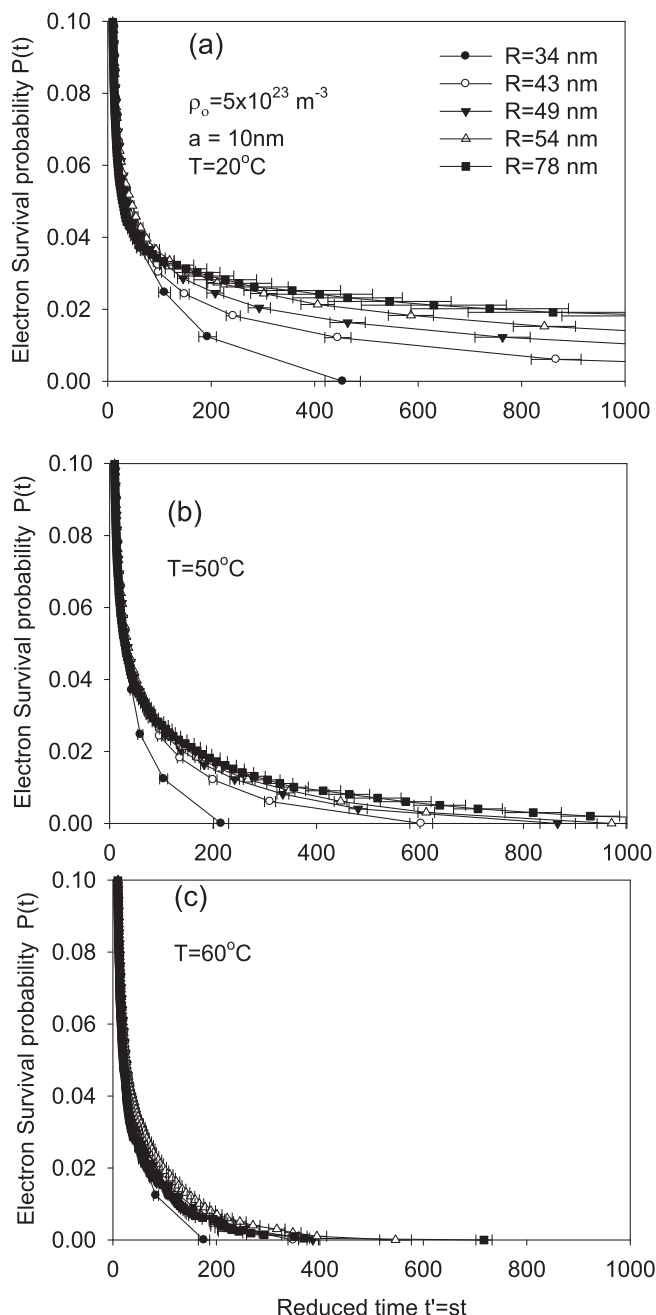 (a)
ρo=5x10^23 m^-3
a = 10nm
T=20°C
R=34 nm
R=43 nm
R=49 nm
R=54 nm
R=78 nm
Electron Survival probability P(t)
0.10
0.08
0.06
0.04
0.02
0.00
0 200 400 600 800 1000
(b)
T=50°C
Electron Survival probability P(t)
0.10
0.08
0.06
0.04
0.02
0.00
0 200 400 600 800 1000
(c)
T=60°C
Electron Survival probability P(t)
0.10
0.08
0.06
0.04
0.02
0.00
0 200 400 600 800 1000
Reduced time t'=st